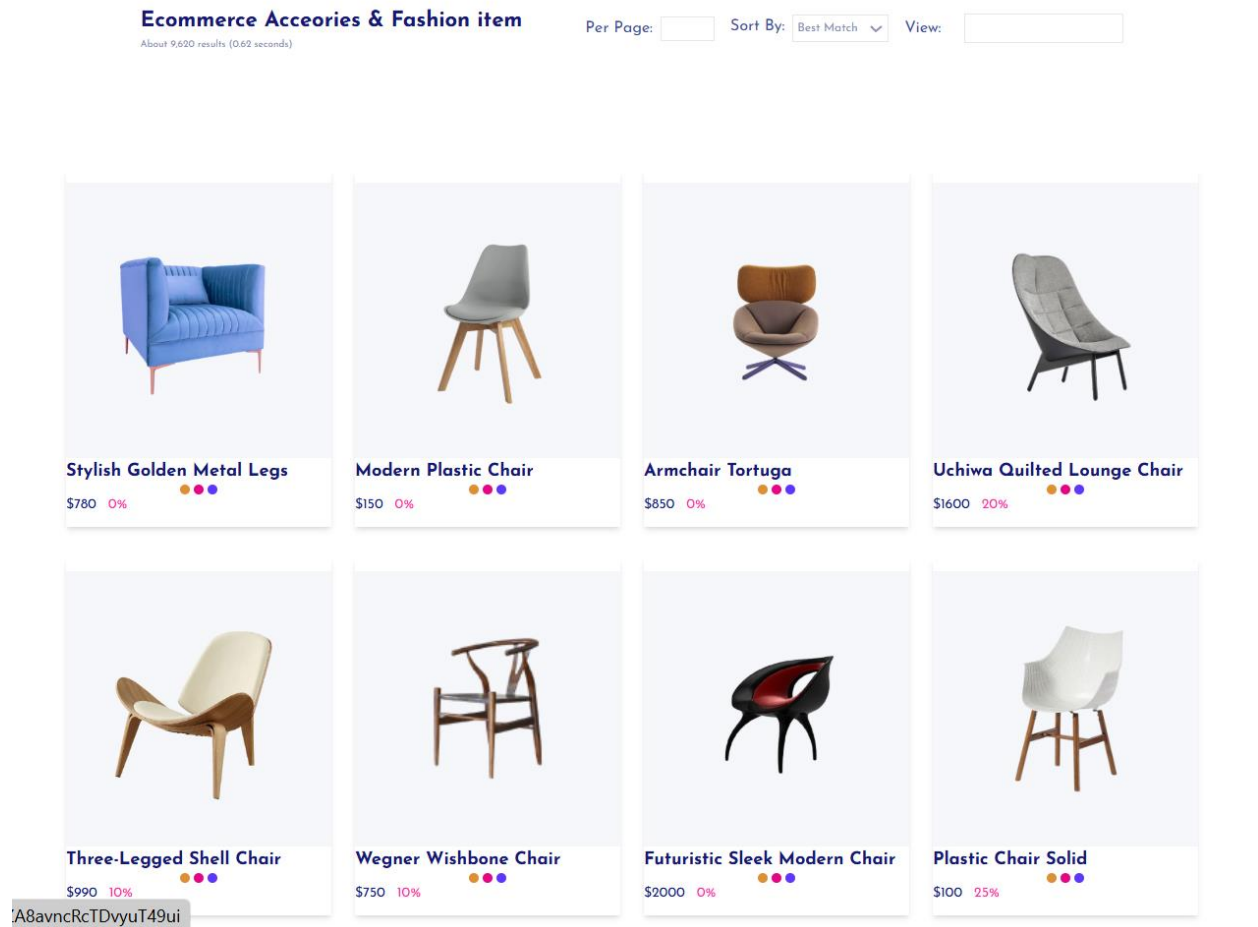 Ecommerce Acceories & Fashion item
About 9,620 results (0.62 seconds)
Per Page:
Sort By: Best Match
View:
Stylish Golden Metal Legs
$780 0%
Modern Plastic Chair
$150 0%
Armchair Tortuga
$850 0%
Uchiwa Quilted Lounge Chair
$1600 20%
Three-Legged Shell Chair
$990 10%
Wegner Wishbone Chair
$750 10%
Futuristic Sleek Modern Chair
$2000 0%
Plastic Chair Solid
$100 25%
A8avncRcTDvyuT49ui